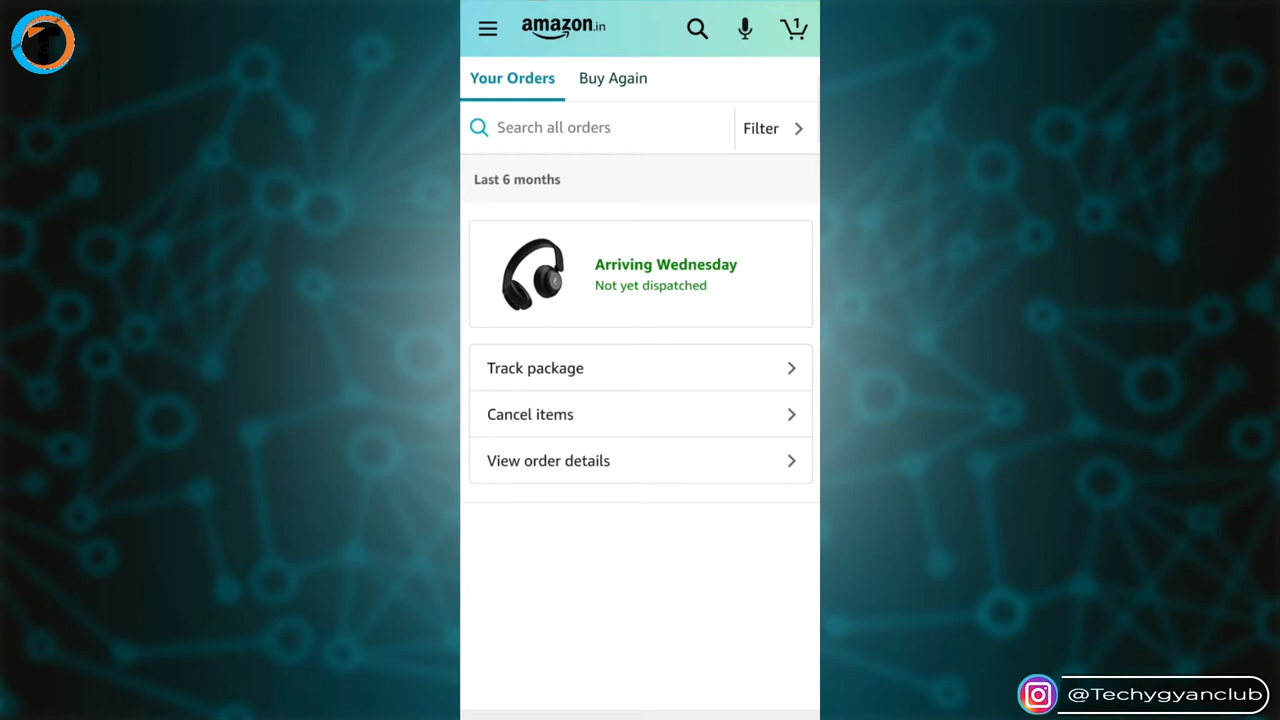 amazon.in
1
Your Orders
Buy Again
Search all orders
Filter
Last 6 months
Arriving Wednesday
Not yet dispatched
Track package
Cancel items
View order details
@Techygyanclub